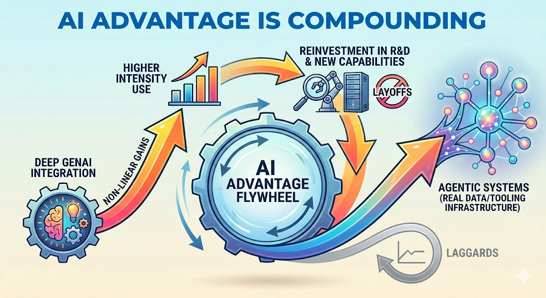 AI ADVANTAGE IS COMPOUNDING
HIGHER
INTENSITY
USE
REINVESTMENT IN R&D
& NEW CAPABILITIES
LAYOFFS
DEEP GENAI
INTEGRATION
NON-LINEAR GAINS
AI
ADVANTAGE
FLYWHEEL
AGENTIC SYSTEMS
(REAL DATA/TOOLING
INFRASTRUCTURE)
LAGGARDS